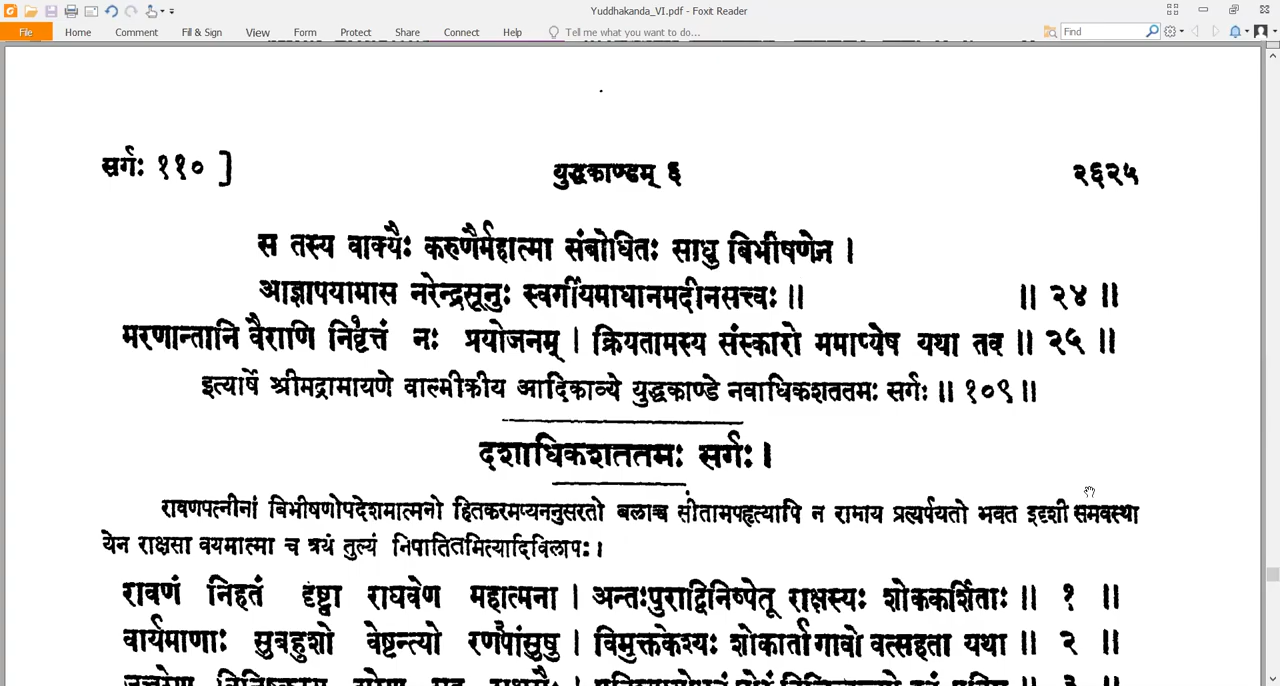 Yuddhakanda_VI.pdf - Foxit Reader
File Home Comment Fill & Sign View Form Protect Share Connect Help Tell me what you want to do... Find
सर्गः ११० ] युद्धकाण्डम् ६ २६२५
स तस्य वाक्यैः करुणैर्महात्मा संबोधितः साधु बिभीषणेन ।
आज्ञापयामास नरेन्द्रसूनुः स्वर्गीयमाधानमदीनसत्त्वः ॥ ॥ २४ ॥
मरणान्तानि वैराणि निवृत्तं नः प्रयोजनम् । क्रियतामस्य संस्कारो ममाप्येष यथा तव ॥ २५ ॥
इत्यार्षे श्रीमद्रामायणे वाल्मीकीय आदिकाव्ये युद्धकाण्डे नवाधिकशततमः सर्गः ॥ १०९ ॥
दशाधिकशततमः सर्गः ।
रावणपत्नीनां बिभीषणोपदेशमात्मनो हितकरमप्यननुसरतो बलाच्च सीतामपहृत्यापि न रामाय प्रत्यर्पयतो भवत इदृशी समवस्था
येन राक्षसा वयमात्मा च त्रयं तुल्यं निपातितमित्यादिविलापः ।
रावणं निहतं दृष्ट्वा राघवेण महात्मना । अन्तःपुराद्विनिष्पेतू राक्षस्यः शोककर्शिताः ॥ १ ॥
वार्यमाणाः सुबहुशो वेष्टन्त्यो रणपांसुषु । विमुक्तकेश्यः शोकार्ता गावो वत्सहता यथा ॥ २ ॥